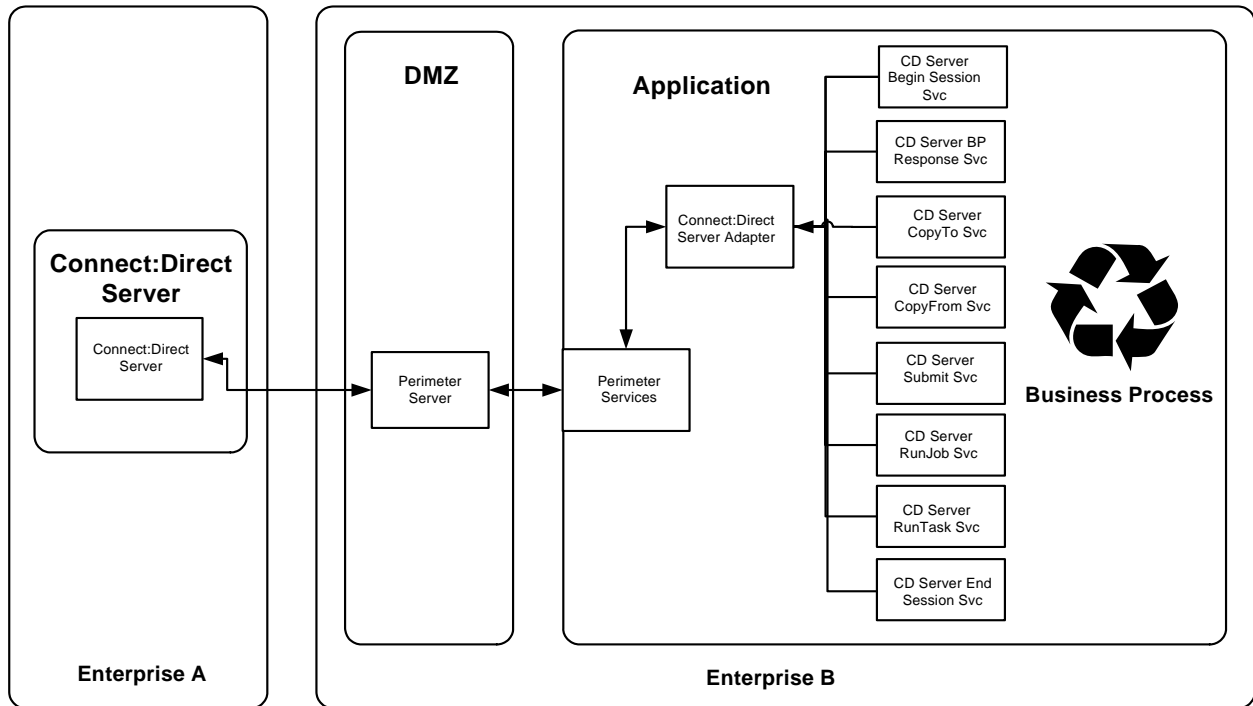 Connect:Direct
Server
Connect:Direct
Server
Enterprise A
DMZ
Perimeter
Server
Application
Perimeter
Services
Connect:Direct
Server Adapter
CD Server
Begin Session
Svc
CD Server BP
Response Svc
CD Server
CopyTo Svc
CD Server
CopyFrom Svc
CD Server
Submit Svc
CD Server
RunJob Svc
CD Server
RunTask Svc
CD Server End
Session Svc
Business Process
Enterprise B